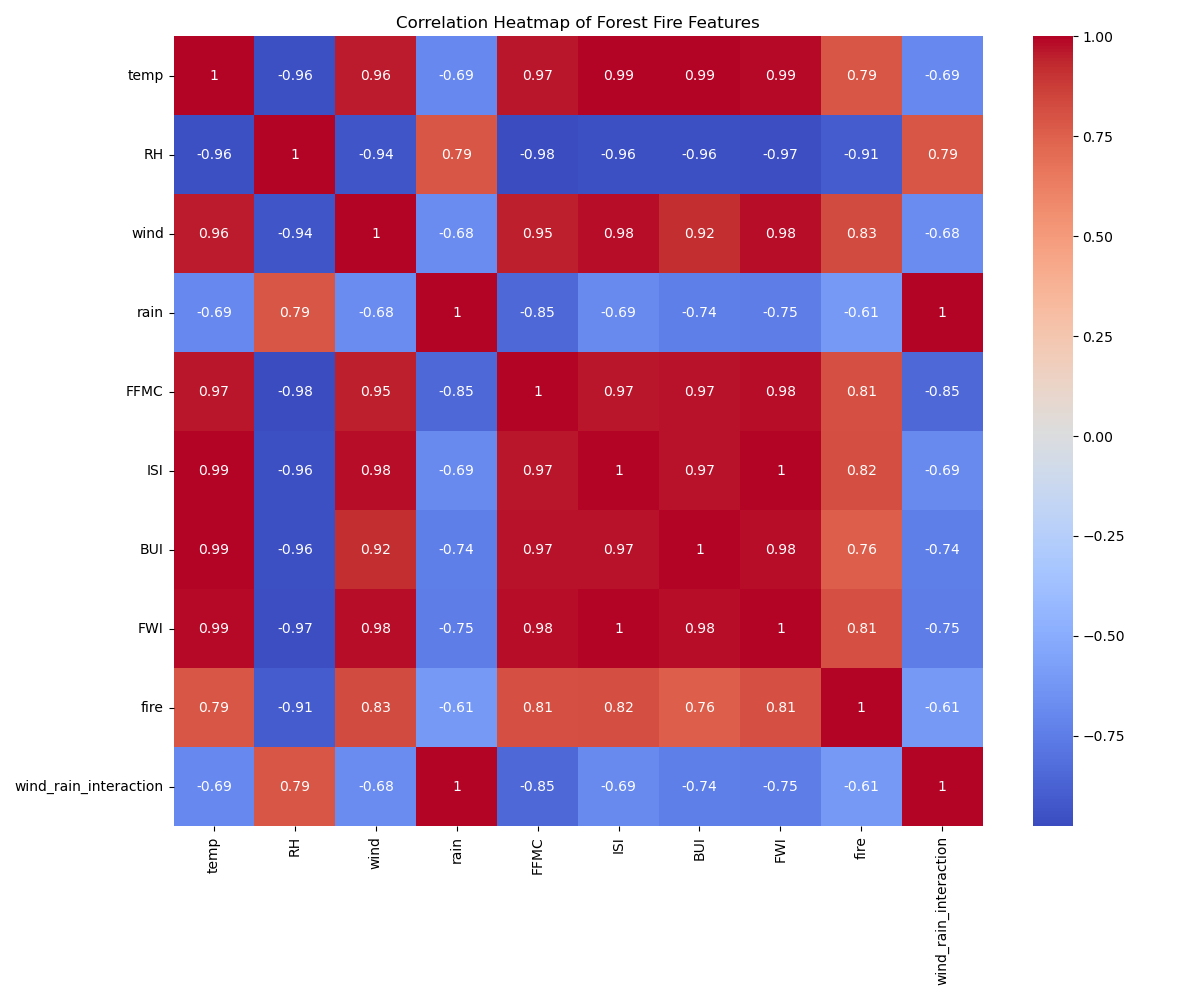 Correlation Heatmap of Forest Fire Features
temp 1 -0.96 0.96 -0.69 0.97 0.99 0.99 0.99 0.79 -0.69
RH -0.96 1 -0.94 0.79 -0.98 -0.96 -0.96 -0.97 -0.91 0.79
wind 0.96 -0.94 1 -0.68 0.95 0.98 0.92 0.98 0.83 -0.68
rain -0.69 0.79 -0.68 1 -0.85 -0.69 -0.74 -0.75 -0.61 1
FFMC 0.97 -0.98 0.95 -0.85 1 0.97 0.97 0.98 0.81 -0.85
ISI 0.99 -0.96 0.98 -0.69 0.97 1 0.97 1 0.82 -0.69
BUI 0.99 -0.96 0.92 -0.74 0.97 0.97 1 0.98 0.76 -0.74
FWI 0.99 -0.97 0.98 -0.75 0.98 1 0.98 1 0.81 -0.75
fire 0.79 -0.91 0.83 -0.61 0.81 0.82 0.76 0.81 1 -0.61
wind_rain_interaction -0.69 0.79 -0.68 1 -0.85 -0.69 -0.74 -0.75 -0.61 1
temp RH wind rain FFMC ISI BUI FWI fire wind_rain_interaction
1.00
0.75
0.50
0.25
0.00
−0.25
−0.50
−0.75